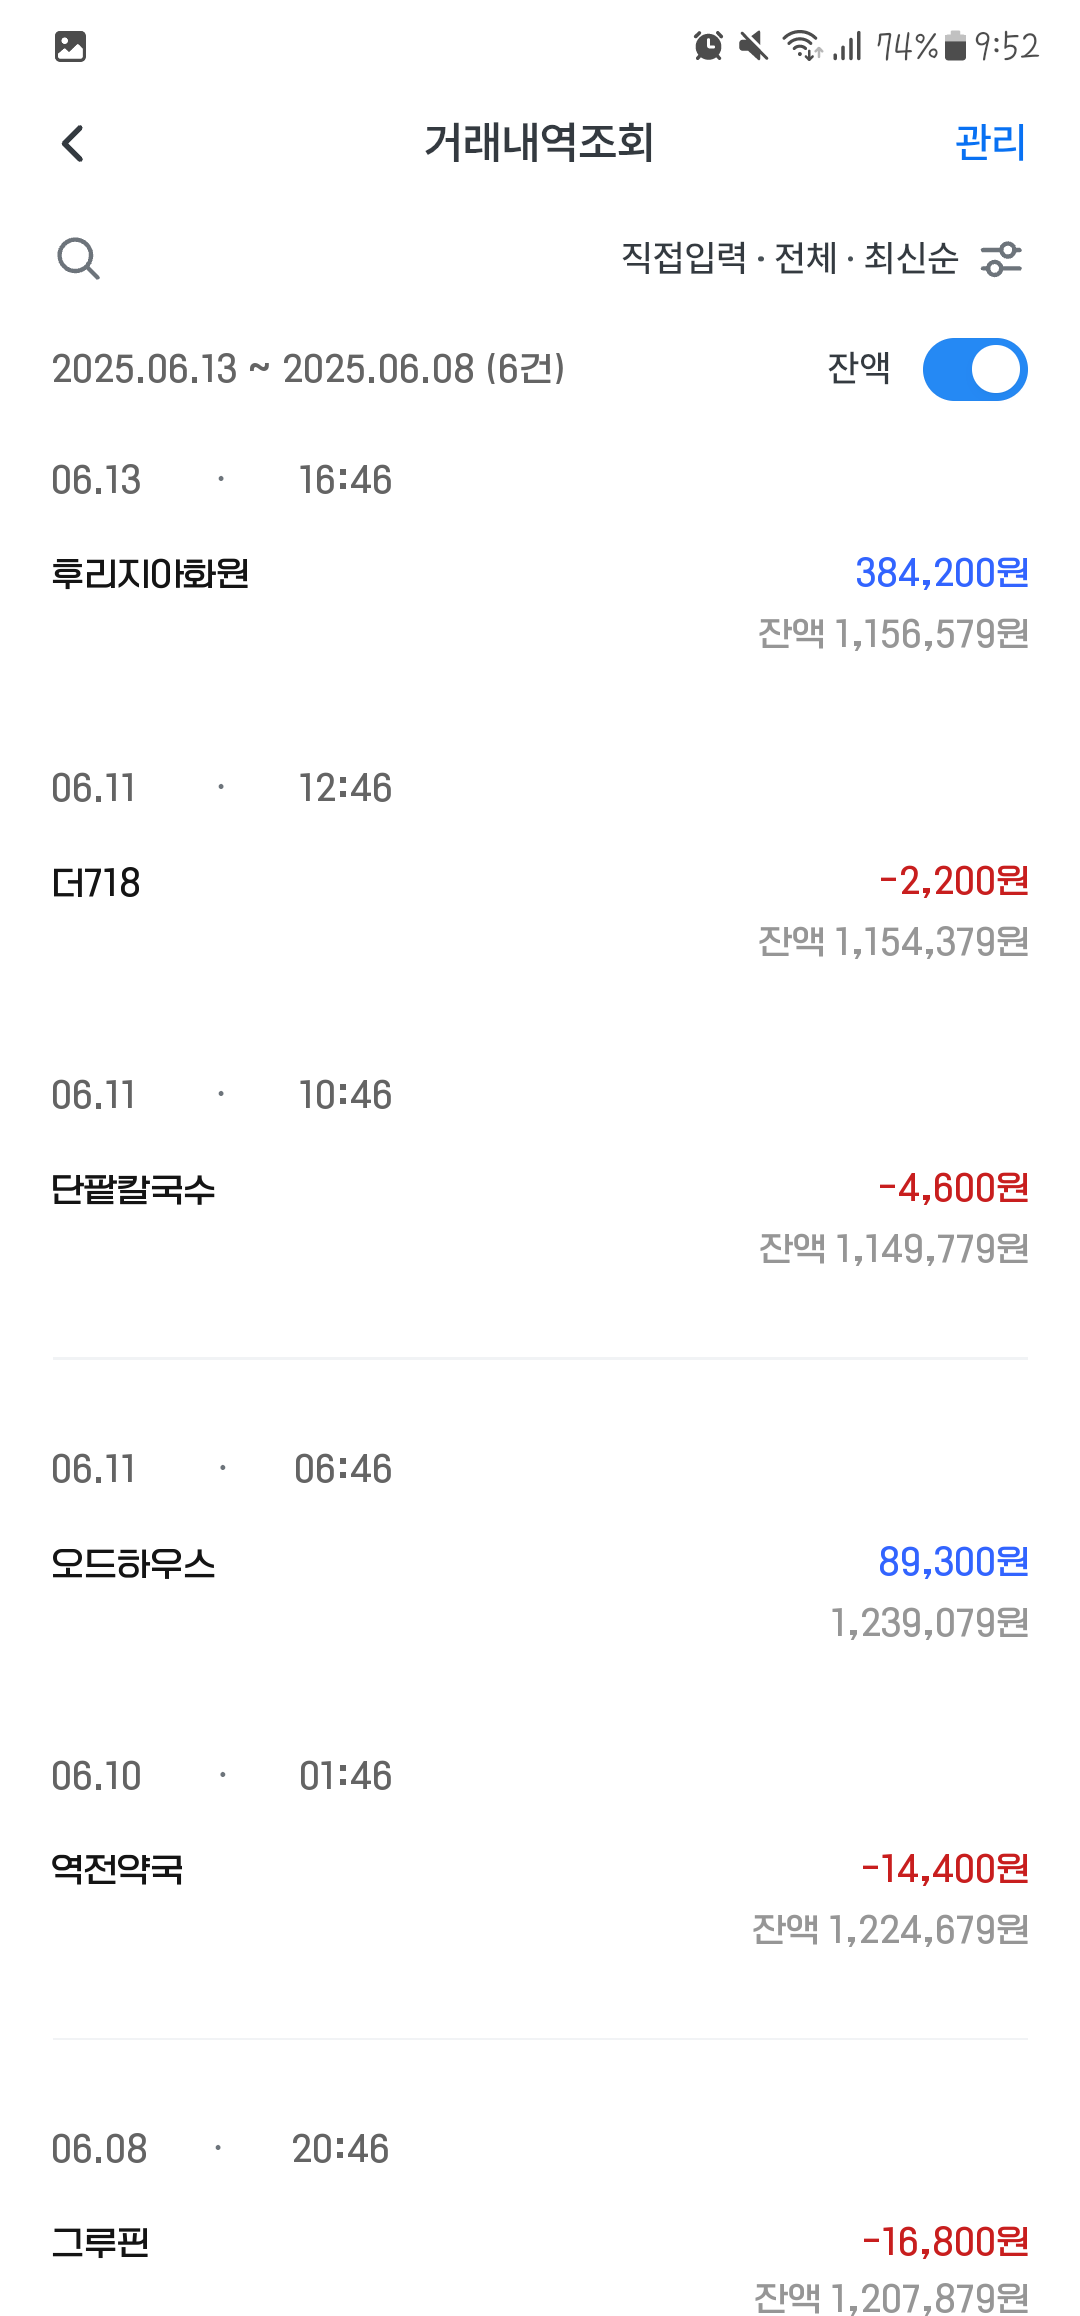 74% 9:52
거래내역조회 관리
직접입력 · 전체 · 최신순
2025.06.13 ~ 2025.06.08 (6건) 잔액
06.13 · 16:46
후리지아화원 384,200원
잔액 1,156,579원
06.11 · 12:46
더718 -2,200원
잔액 1,154,379원
06.11 · 10:46
단팥칼국수 -4,600원
잔액 1,149,779원
06.11 · 06:46
오드하우스 89,300원
1,239,079원
06.10 · 01:46
역전약국 -14,400원
잔액 1,224,679원
06.08 · 20:46
그루핀 -16,800원
잔액 1,207,879원